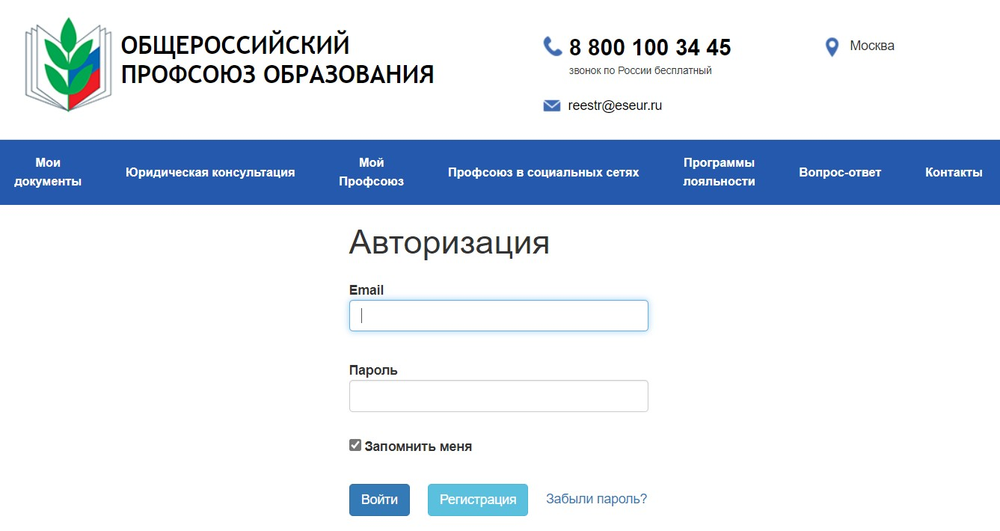 ОБЩЕРОССИЙСКИЙ
ПРОФСОЮЗ ОБРАЗОВАНИЯ
8 800 100 34 45
звонок по России бесплатный
reestr@eseur.ru
Москва
Мои
документы
Юридическая консультация
Мой
Профсоюз
Профсоюз в социальных сетях
Программы
лояльности
Вопрос-ответ
Контакты
Авторизация
Email
Пароль
Запомнить меня
Войти
Регистрация
Забыли пароль?